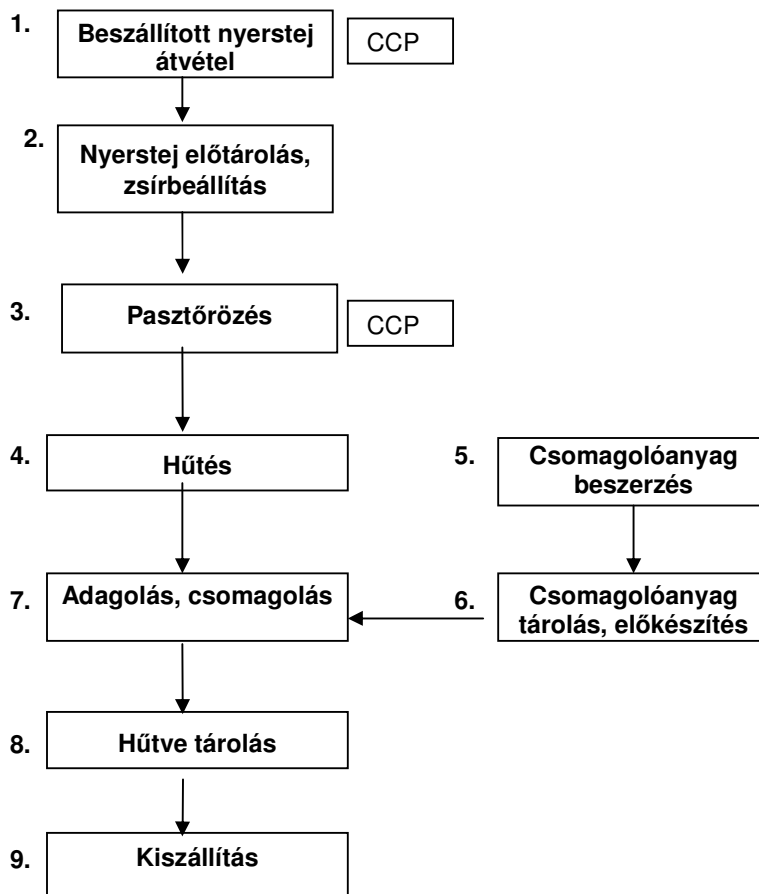 1.
Beszállított nyerstej
átvétel
CCP
2.
Nyerstej előtárolás,
zsírbeállítás
3.
Pasztőrözés
CCP
4.
Hűtés
5.
Csomagolóanyag
beszerzés
7.
Adagolás, csomagolás
6.
Csomagolóanyag
tárolás, előkészítés
8.
Hűtve tárolás
9.
Kiszállítás